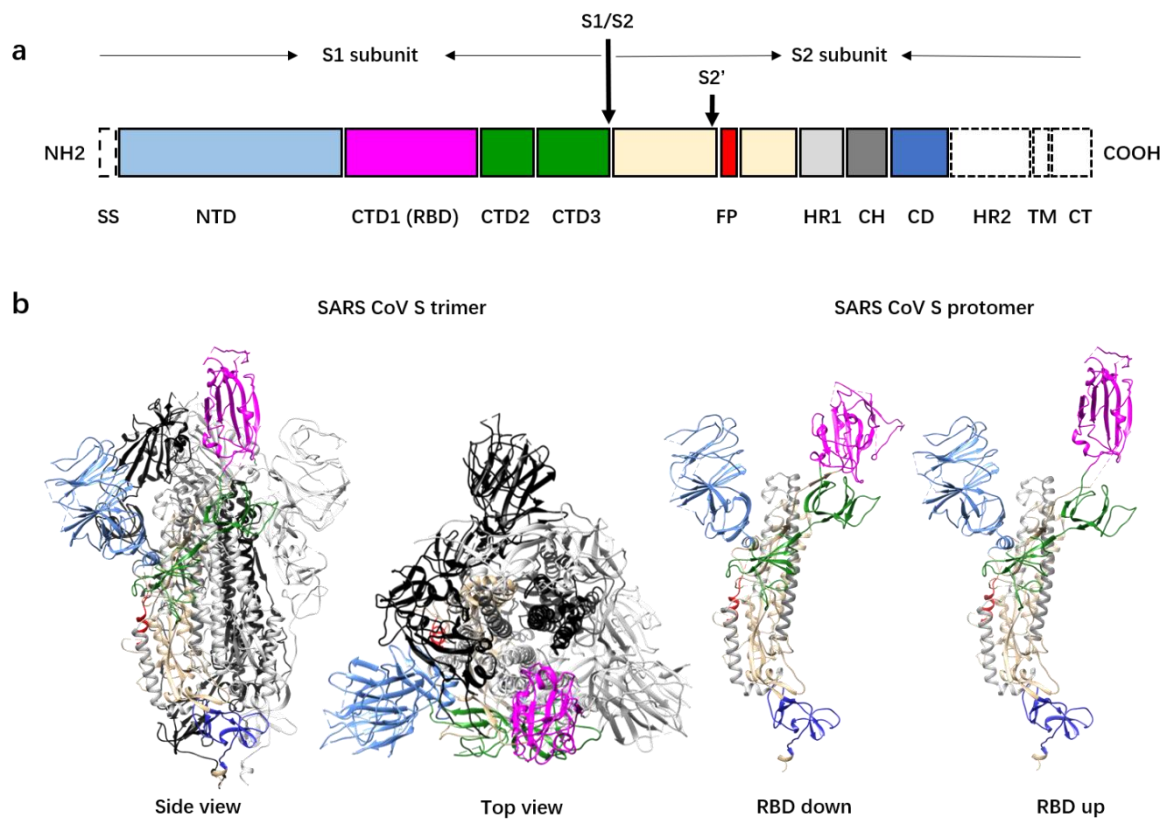 a
S1/S2
S1 subunit
S2 subunit
S2’
NH2
COOH
SS NTD CTD1 (RBD) CTD2 CTD3 FP HR1 CH CD HR2 TM CT
b
SARS CoV S trimer
SARS CoV S protomer
Side view
Top view
RBD down
RBD up